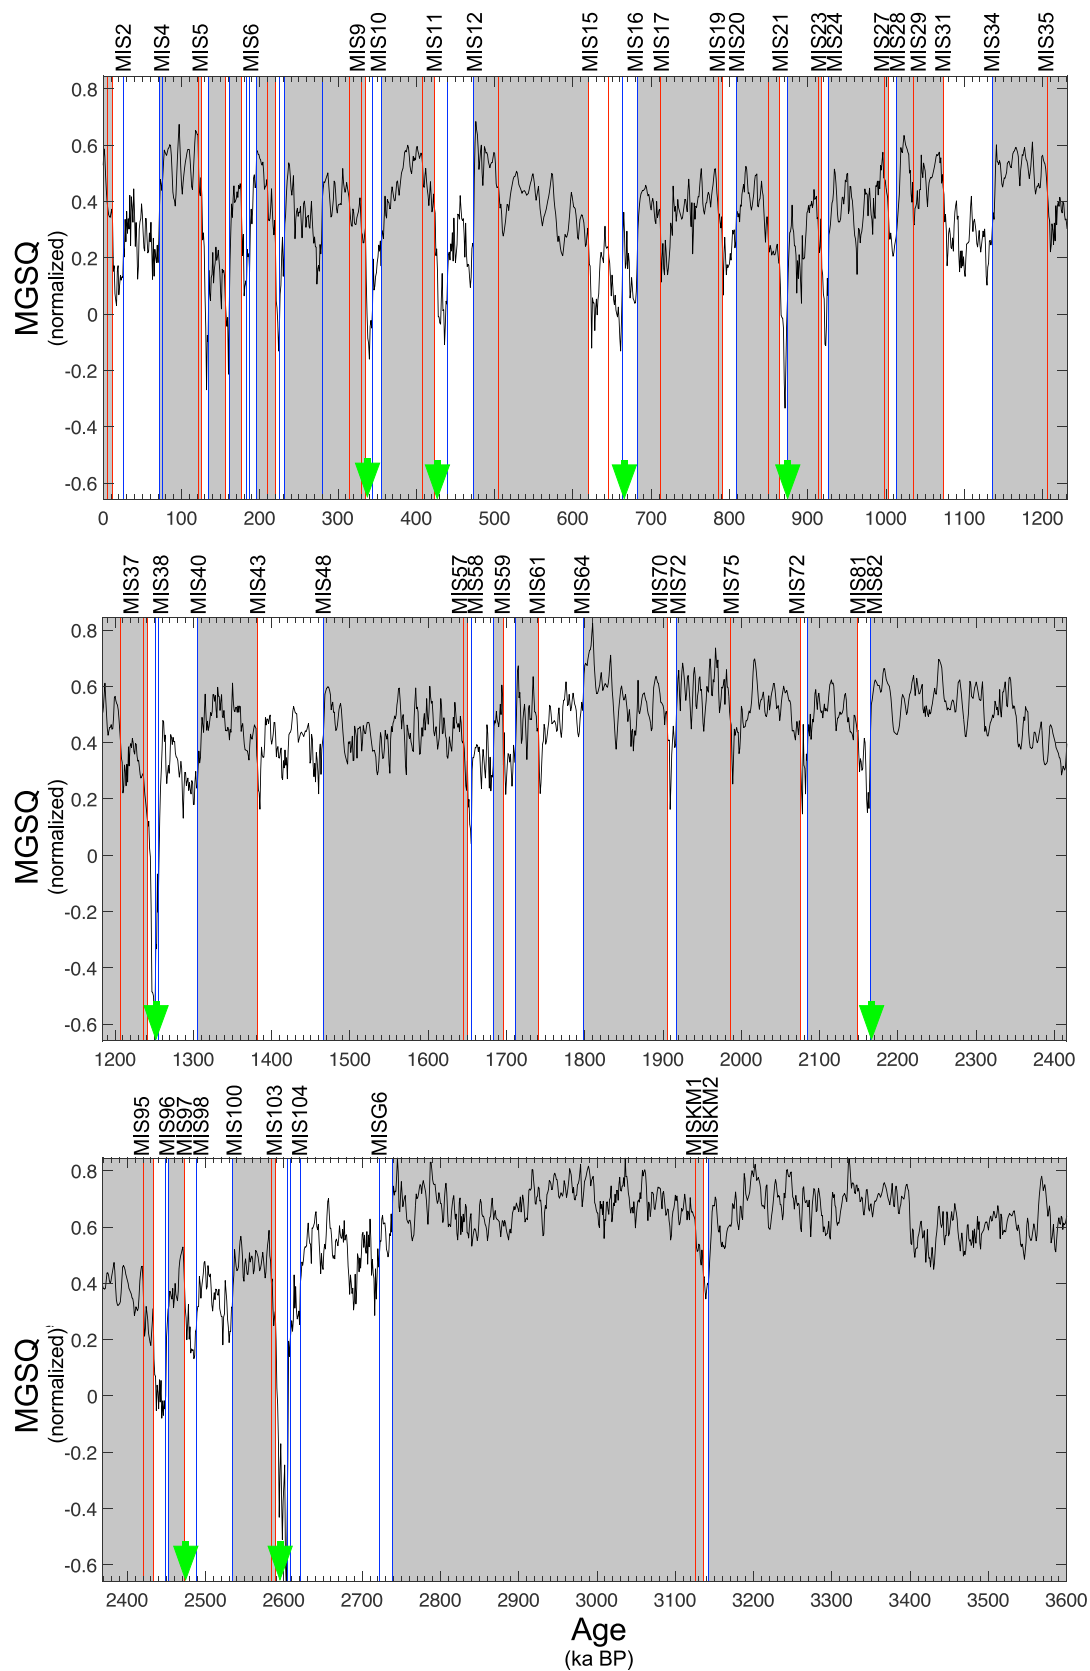 MIS2 MIS4 MIS5 MIS6 MIS9 MIS10 MIS11 MIS12 MIS15 MIS16 MIS17 MIS19 MIS20 MIS21 MIS23 MIS24 MIS27 MIS28 MIS29 MIS31 MIS34 MIS35
MGSQ
(normalized)
0.8
0.6
0.4
0.2
0
-0.2
-0.4
-0.6
0 100 200 300 400 500 600 700 800 900 1000 1100 1200
MIS37 MIS38 MIS40 MIS43 MIS48 MIS57 MIS58 MIS59 MIS61 MIS64 MIS70 MIS72 MIS75 MIS72 MIS81 MIS82
MGSQ
(normalized)
0.8
0.6
0.4
0.2
0
-0.2
-0.4
-0.6
1200 1300 1400 1500 1600 1700 1800 1900 2000 2100 2200 2300 2400
MIS95 MIS96 MIS97 MIS98 MIS100 MIS103 MIS104 MISG6 MISKM1 MISKM2
MGSQ
(normalized)
0.8
0.6
0.4
0.2
0
-0.2
-0.4
-0.6
2400 2500 2600 2700 2800 2900 3000 3100 3200 3300 3400 3500 3600
Age
(ka BP)